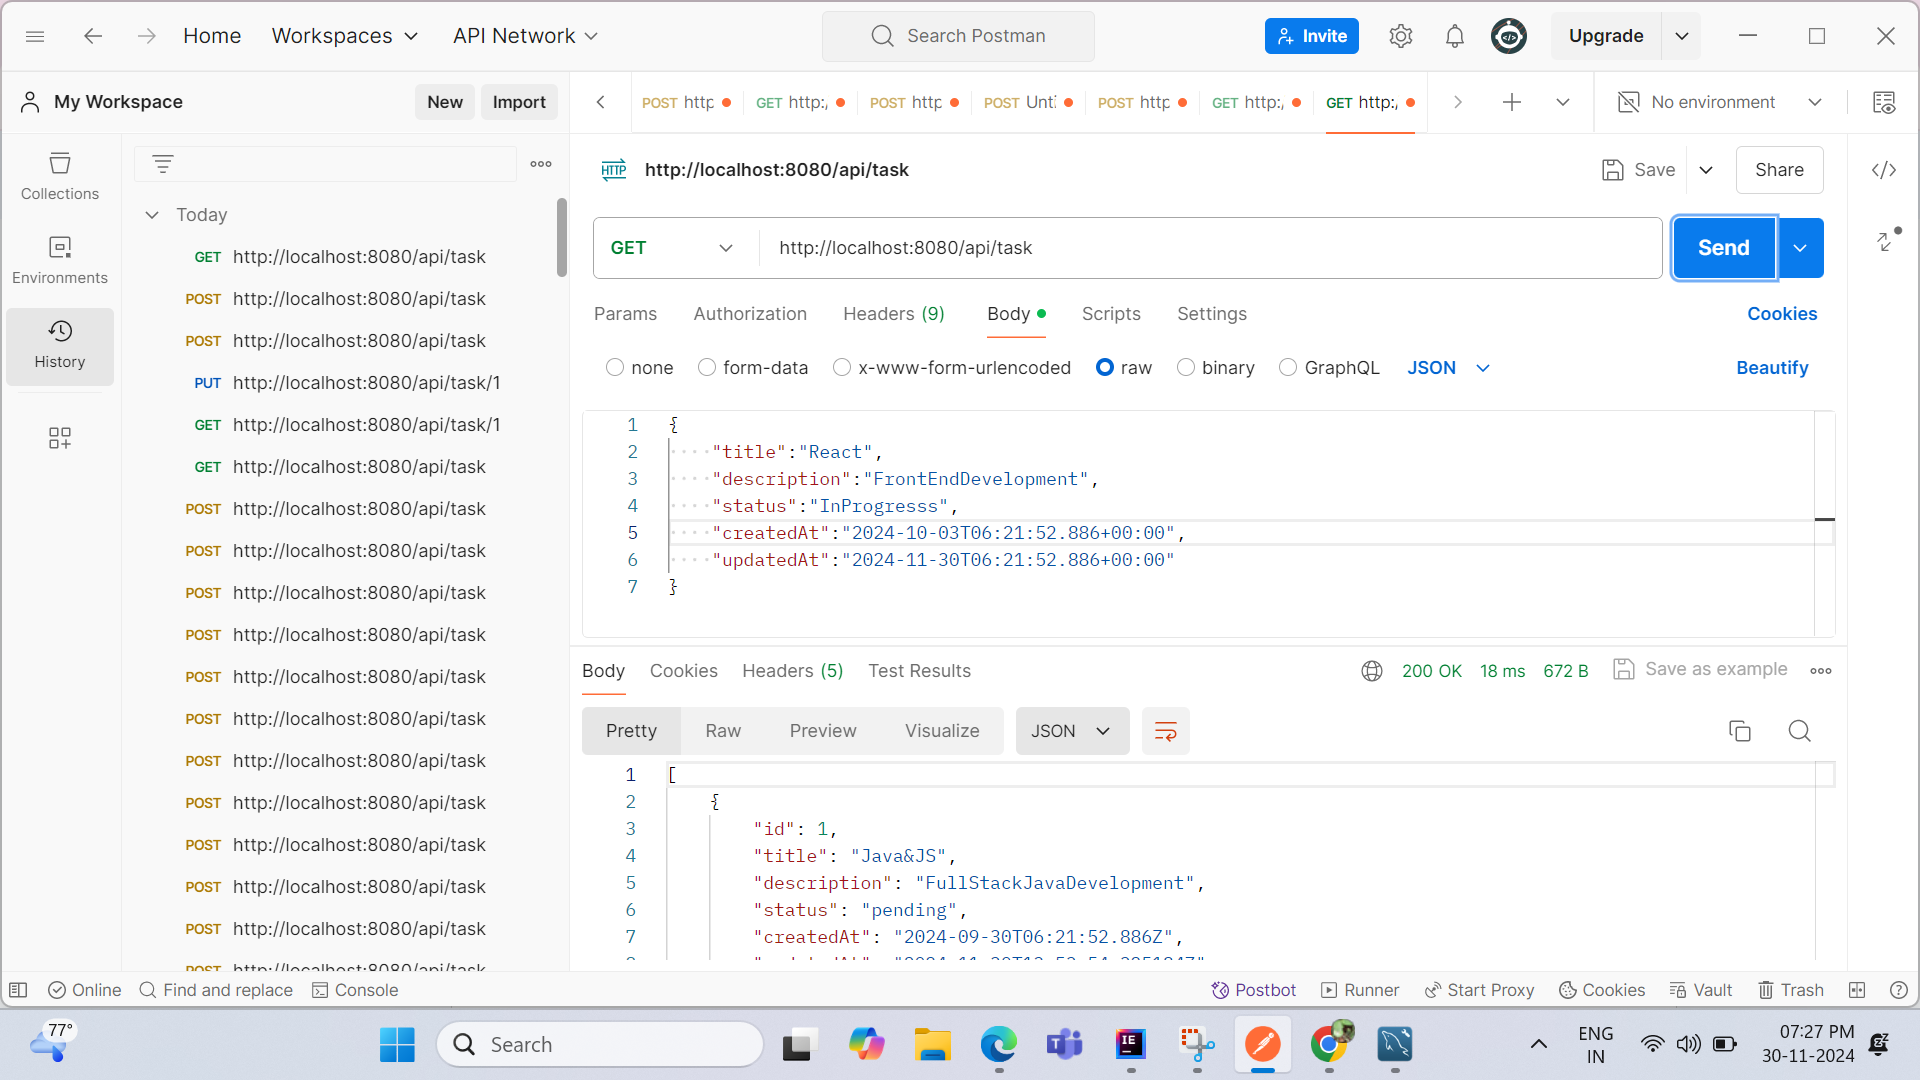 Home Workspaces API Network Search Postman Invite Upgrade
My Workspace New Import POST http GET http:/ POST http POST Unti POST http GET http:/ GET http:/ No environment
HTTP http://localhost:8080/api/task Save Share
Collections
Environments
History
Today
GET http://localhost:8080/api/task
POST http://localhost:8080/api/task
POST http://localhost:8080/api/task
PUT http://localhost:8080/api/task/1
GET http://localhost:8080/api/task/1
GET http://localhost:8080/api/task
POST http://localhost:8080/api/task
POST http://localhost:8080/api/task
POST http://localhost:8080/api/task
POST http://localhost:8080/api/task
POST http://localhost:8080/api/task
POST http://localhost:8080/api/task
POST http://localhost:8080/api/task
POST http://localhost:8080/api/task
POST http://localhost:8080/api/task
POST http://localhost:8080/api/task
POST http://localhost:8080/api/task
POST http://localhost:8080/api/task
GET http://localhost:8080/api/task Send
Params Authorization Headers (9) Body Scripts Settings Cookies
none form-data x-www-form-urlencoded raw binary GraphQL JSON Beautify
1 {
2 "title":"React",
3 "description":"FrontEndDevelopment",
4 "status":"InProgresss",
5 "createdAt":"2024-10-03T06:21:52.886+00:00",
6 "updatedAt":"2024-11-30T06:21:52.886+00:00"
7 }
Body Cookies Headers (5) Test Results 200 OK 18 ms 672 B Save as example
Pretty Raw Preview Visualize JSON
1 [
2 {
3 "id": 1,
4 "title": "Java&JS",
5 "description": "FullStackJavaDevelopment",
6 "status": "pending",
7 "createdAt": "2024-09-30T06:21:52.886Z",
Online Find and replace Console Postbot Runner Start Proxy Cookies Vault Trash
77° Search IE T ENG 07:27 PM
IN 30-11-2024